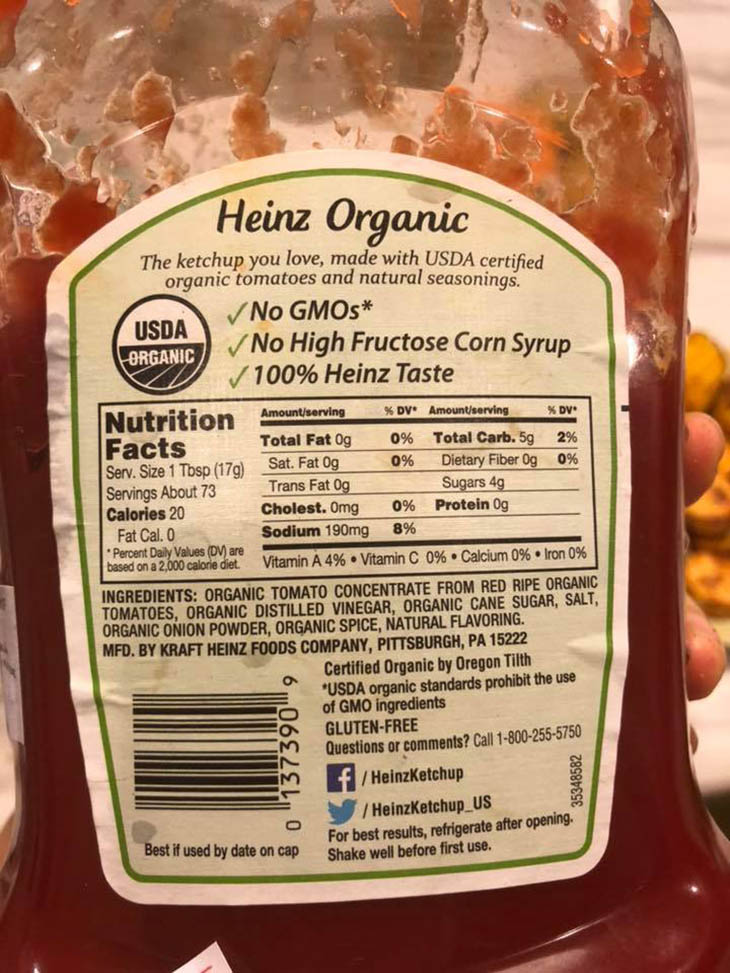 Heinz Organic
The ketchup you love, made with USDA certified
organic tomatoes and natural seasonings.
USDA
ORGANIC
✓No GMOs*
✓No High Fructose Corn Syrup
✓100% Heinz Taste
Nutrition
Facts
Serv. Size 1 Tbsp (17g)
Servings About 73
Calories 20
Fat Cal. 0
*Percent Daily Values (DV) are
based on a 2,000 calorie diet.
Amount/serving % DV* Amount/serving % DV*
Total Fat 0g 0% Total Carb. 5g 2%
Sat. Fat 0g 0% Dietary Fiber 0g 0%
Trans Fat 0g Sugars 4g
Cholest. 0mg 0% Protein 0g
Sodium 190mg 8%
Vitamin A 4% • Vitamin C 0% • Calcium 0% • Iron 0%
INGREDIENTS: ORGANIC TOMATO CONCENTRATE FROM RED RIPE ORGANIC
TOMATOES, ORGANIC DISTILLED VINEGAR, ORGANIC CANE SUGAR, SALT,
ORGANIC ONION POWDER, ORGANIC SPICE, NATURAL FLAVORING.
MFD. BY KRAFT HEINZ FOODS COMPANY, PITTSBURGH, PA 15222
Certified Organic by Oregon Tilth
*USDA organic standards prohibit the use
of GMO ingredients
GLUTEN-FREE
Questions or comments? Call 1-800-255-5750
f / HeinzKetchup
/ HeinzKetchup_US
For best results, refrigerate after opening.
Shake well before first use.
35348582
0 137390 9
Best if used by date on cap